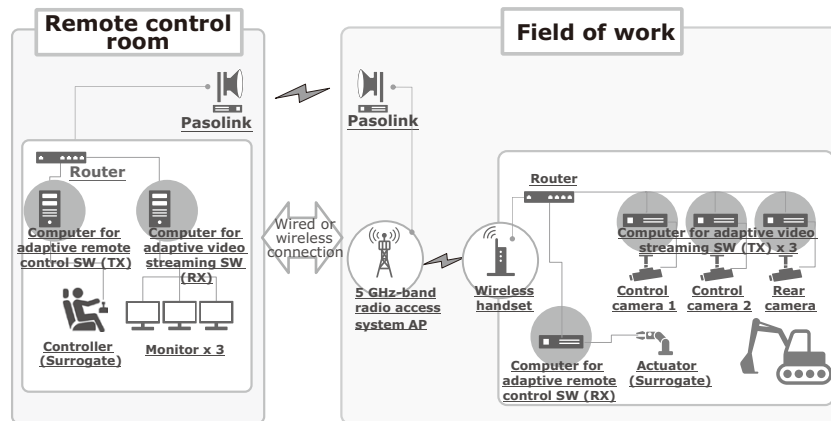 Remote control
room
Pasolink
Router
Computer for
adaptive remote
control SW (TX)
Computer for
adaptive video
streaming SW
(RX)
Controller
(Surrogate)
Monitor x 3
Wired or
wireless
connection
Field of work
Pasolink
5 GHz-band
radio access
system AP
Wireless
handset
Router
Computer for adaptive video
streaming SW (TX) x 3
Control
camera 1
Control
camera 2
Rear
camera
Computer for
adaptive remote
control SW (RX)
Actuator
(Surrogate)